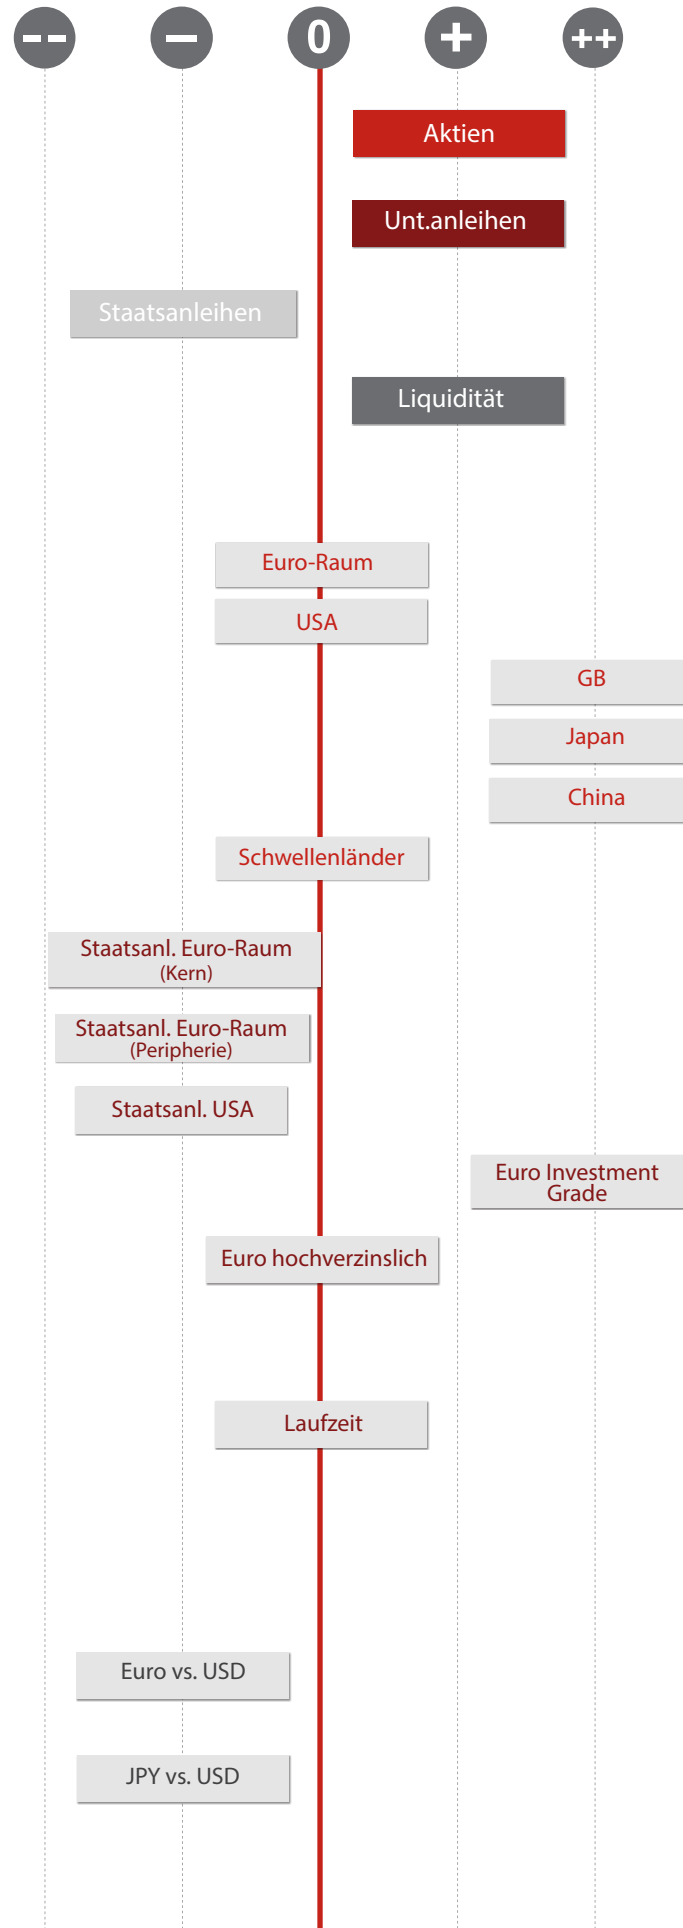 -- - 0 + ++
Aktien
Unt.anleihen
Staatsanleihen
Liquidität
Euro-Raum
USA
GB
Japan
China
Schwellenländer
Staatsanl. Euro-Raum
(Kern)
Staatsanl. Euro-Raum
(Peripherie)
Staatsanl. USA
Euro Investment
Grade
Euro hochverzinslich
Laufzeit
Euro vs. USD
JPY vs. USD